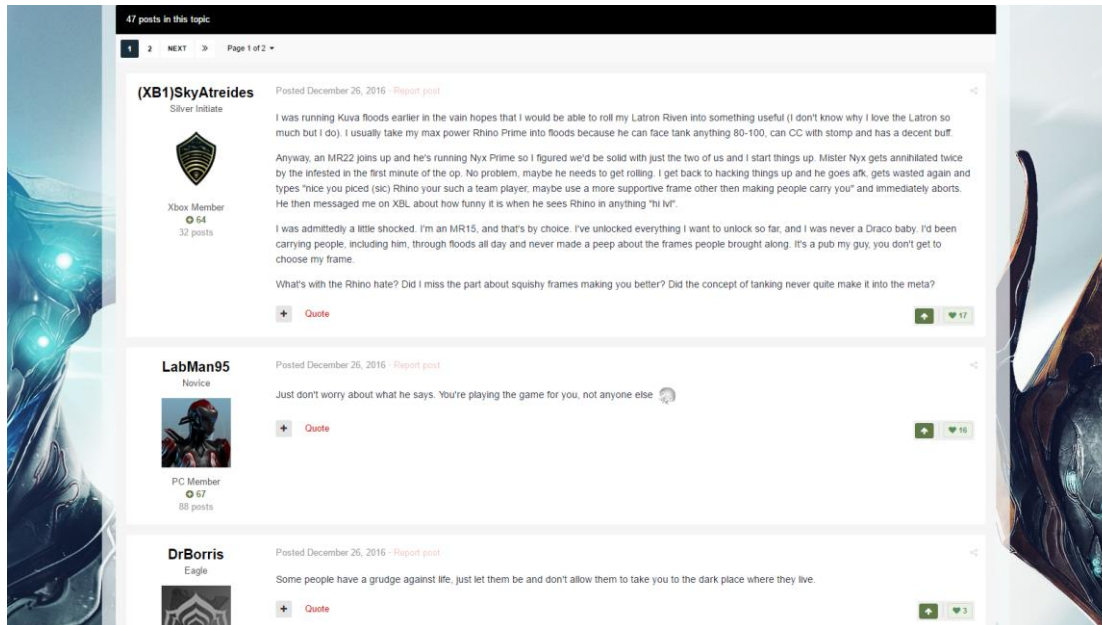 47 posts in this topic
1 2 NEXT » Page 1 of 2
(XB1)SkyAtreides
Silver Initiate
Xbox Member
64
32 posts
Posted December 26, 2016 · Report post
I was running Kuva floods earlier in the vain hopes that I would be able to roll my Latron Riven into something useful (I don't know why I love the Latron so
much but I do). I usually take my max power Rhino Prime into floods because he can face tank anything 80-100, can CC with stomp and has a decent buff.
Anyway, an MR22 joins up and he's running Nyx Prime so I figured we'd be solid with just the two of us and I start things up. Mister Nyx gets annihilated twice
by the infested in the first minute of the op. No problem, maybe he needs to get rolling. I get back to hacking things up and he goes afk, gets wasted again and
types "nice you piced (sic) Rhino your such a team player, maybe use a more supportive frame other then making people carry you" and immediately aborts.
He then messaged me on XBL about how funny it is when he sees Rhino in anything "hi lvl".
I was admittedly a little shocked. I'm an MR15, and that's by choice. I've unlocked everything I want to unlock so far, and I was never a Draco baby. I'd been
carrying people, including him, through floods all day and never made a peep about the frames people brought along. It's a pub my guy, you don't get to
choose my frame.
What's with the Rhino hate? Did I miss the part about squishy frames making you better? Did the concept of tanking never quite make it into the meta?
+ Quote
17
LabMan95
Novice
PC Member
67
88 posts
Posted December 26, 2016 · Report post
Just don't worry about what he says. You're playing the game for you, not anyone else
+ Quote
16
DrBorris
Eagle
Posted December 26, 2016 · Report post
Some people have a grudge against life, just let them be and don't allow them to take you to the dark place where they live.
+ Quote
3